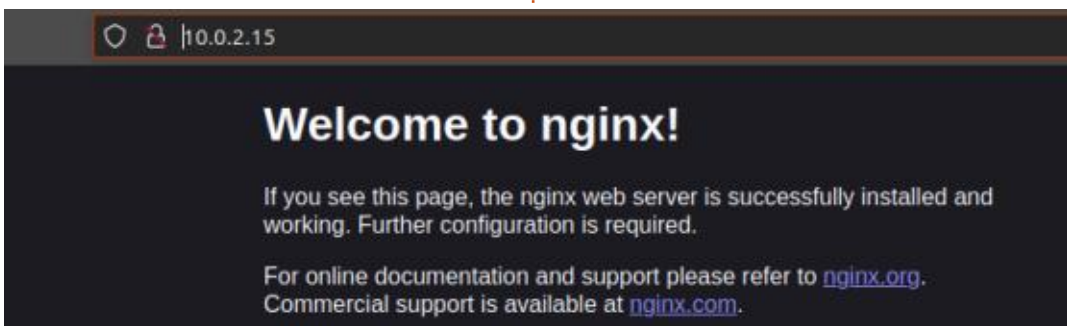 10.0.2.15
Welcome to nginx!
If you see this page, the nginx web server is successfully installed and
working. Further configuration is required.
For online documentation and support please refer to nginx.org.
Commercial support is available at nginx.com.